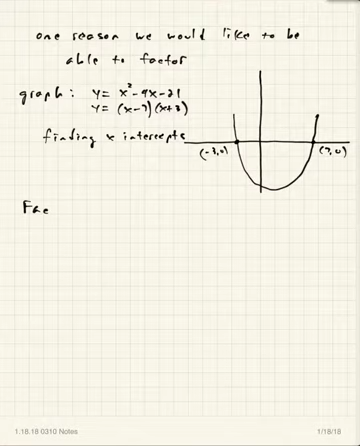 one reason we would like to be
able to factor
graph: y = x² - 4x - 21
y = (x-7)(x+3)
finding x intercepts
(-3,0)
(7,0)
Fac
1.18.18 0310 Notes
1/18/18